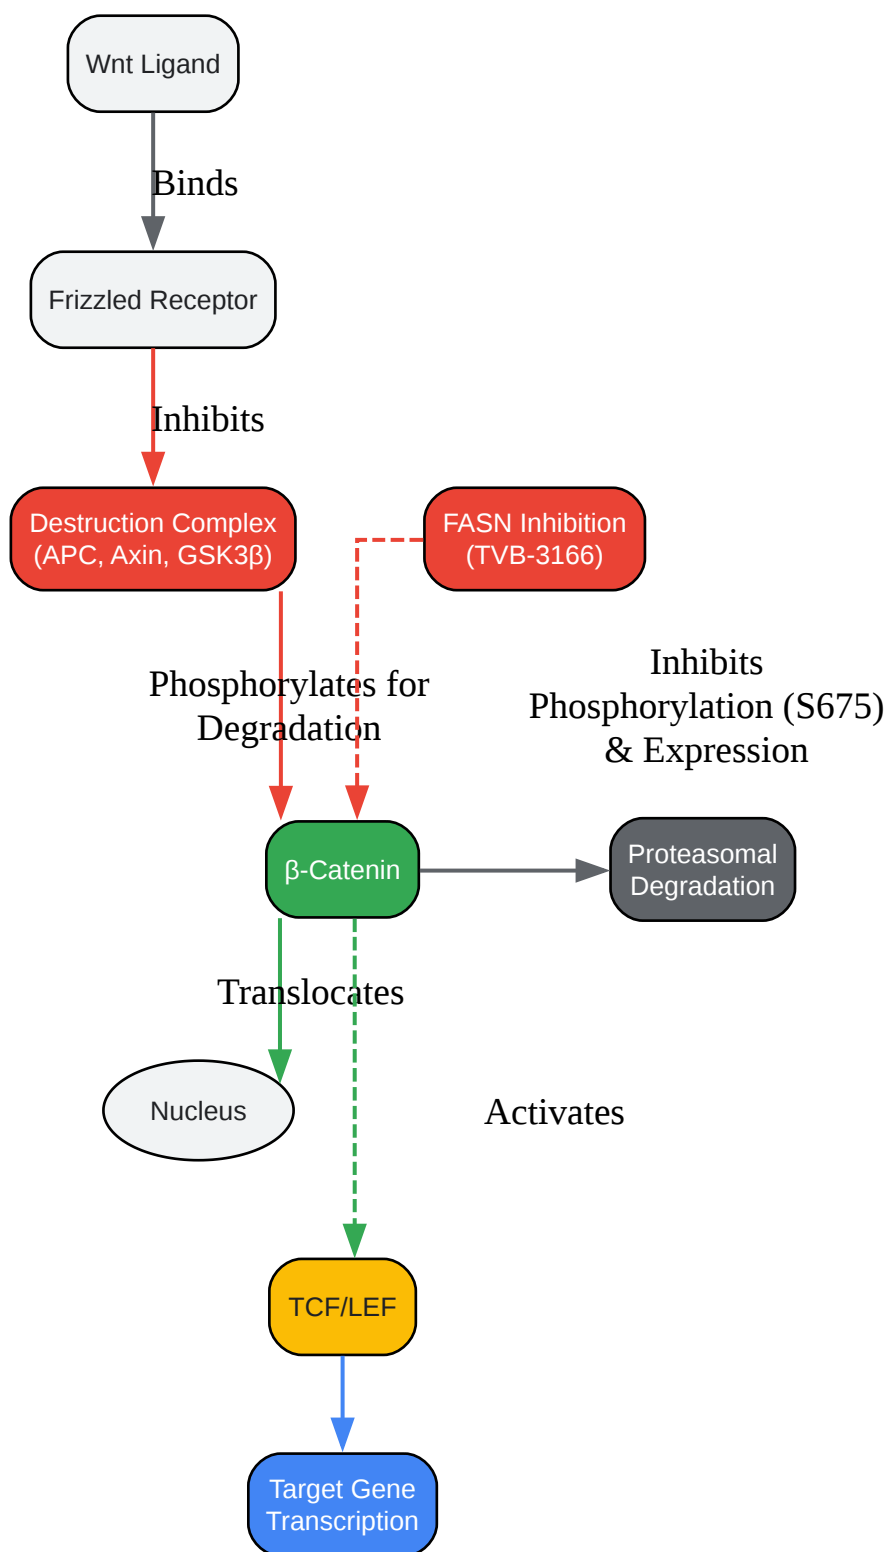 Wnt Ligand
Binds
Frizzled Receptor
Inhibits
Destruction Complex
(APC, Axin, GSK3β)
FASN Inhibition
(TVB-3166)
Phosphorylates for
Degradation
Inhibits
Phosphorylation (S675)
& Expression
β-Catenin
Proteasomal
Degradation
Translocates
Nucleus
Activates
TCF/LEF
Target Gene
Transcription